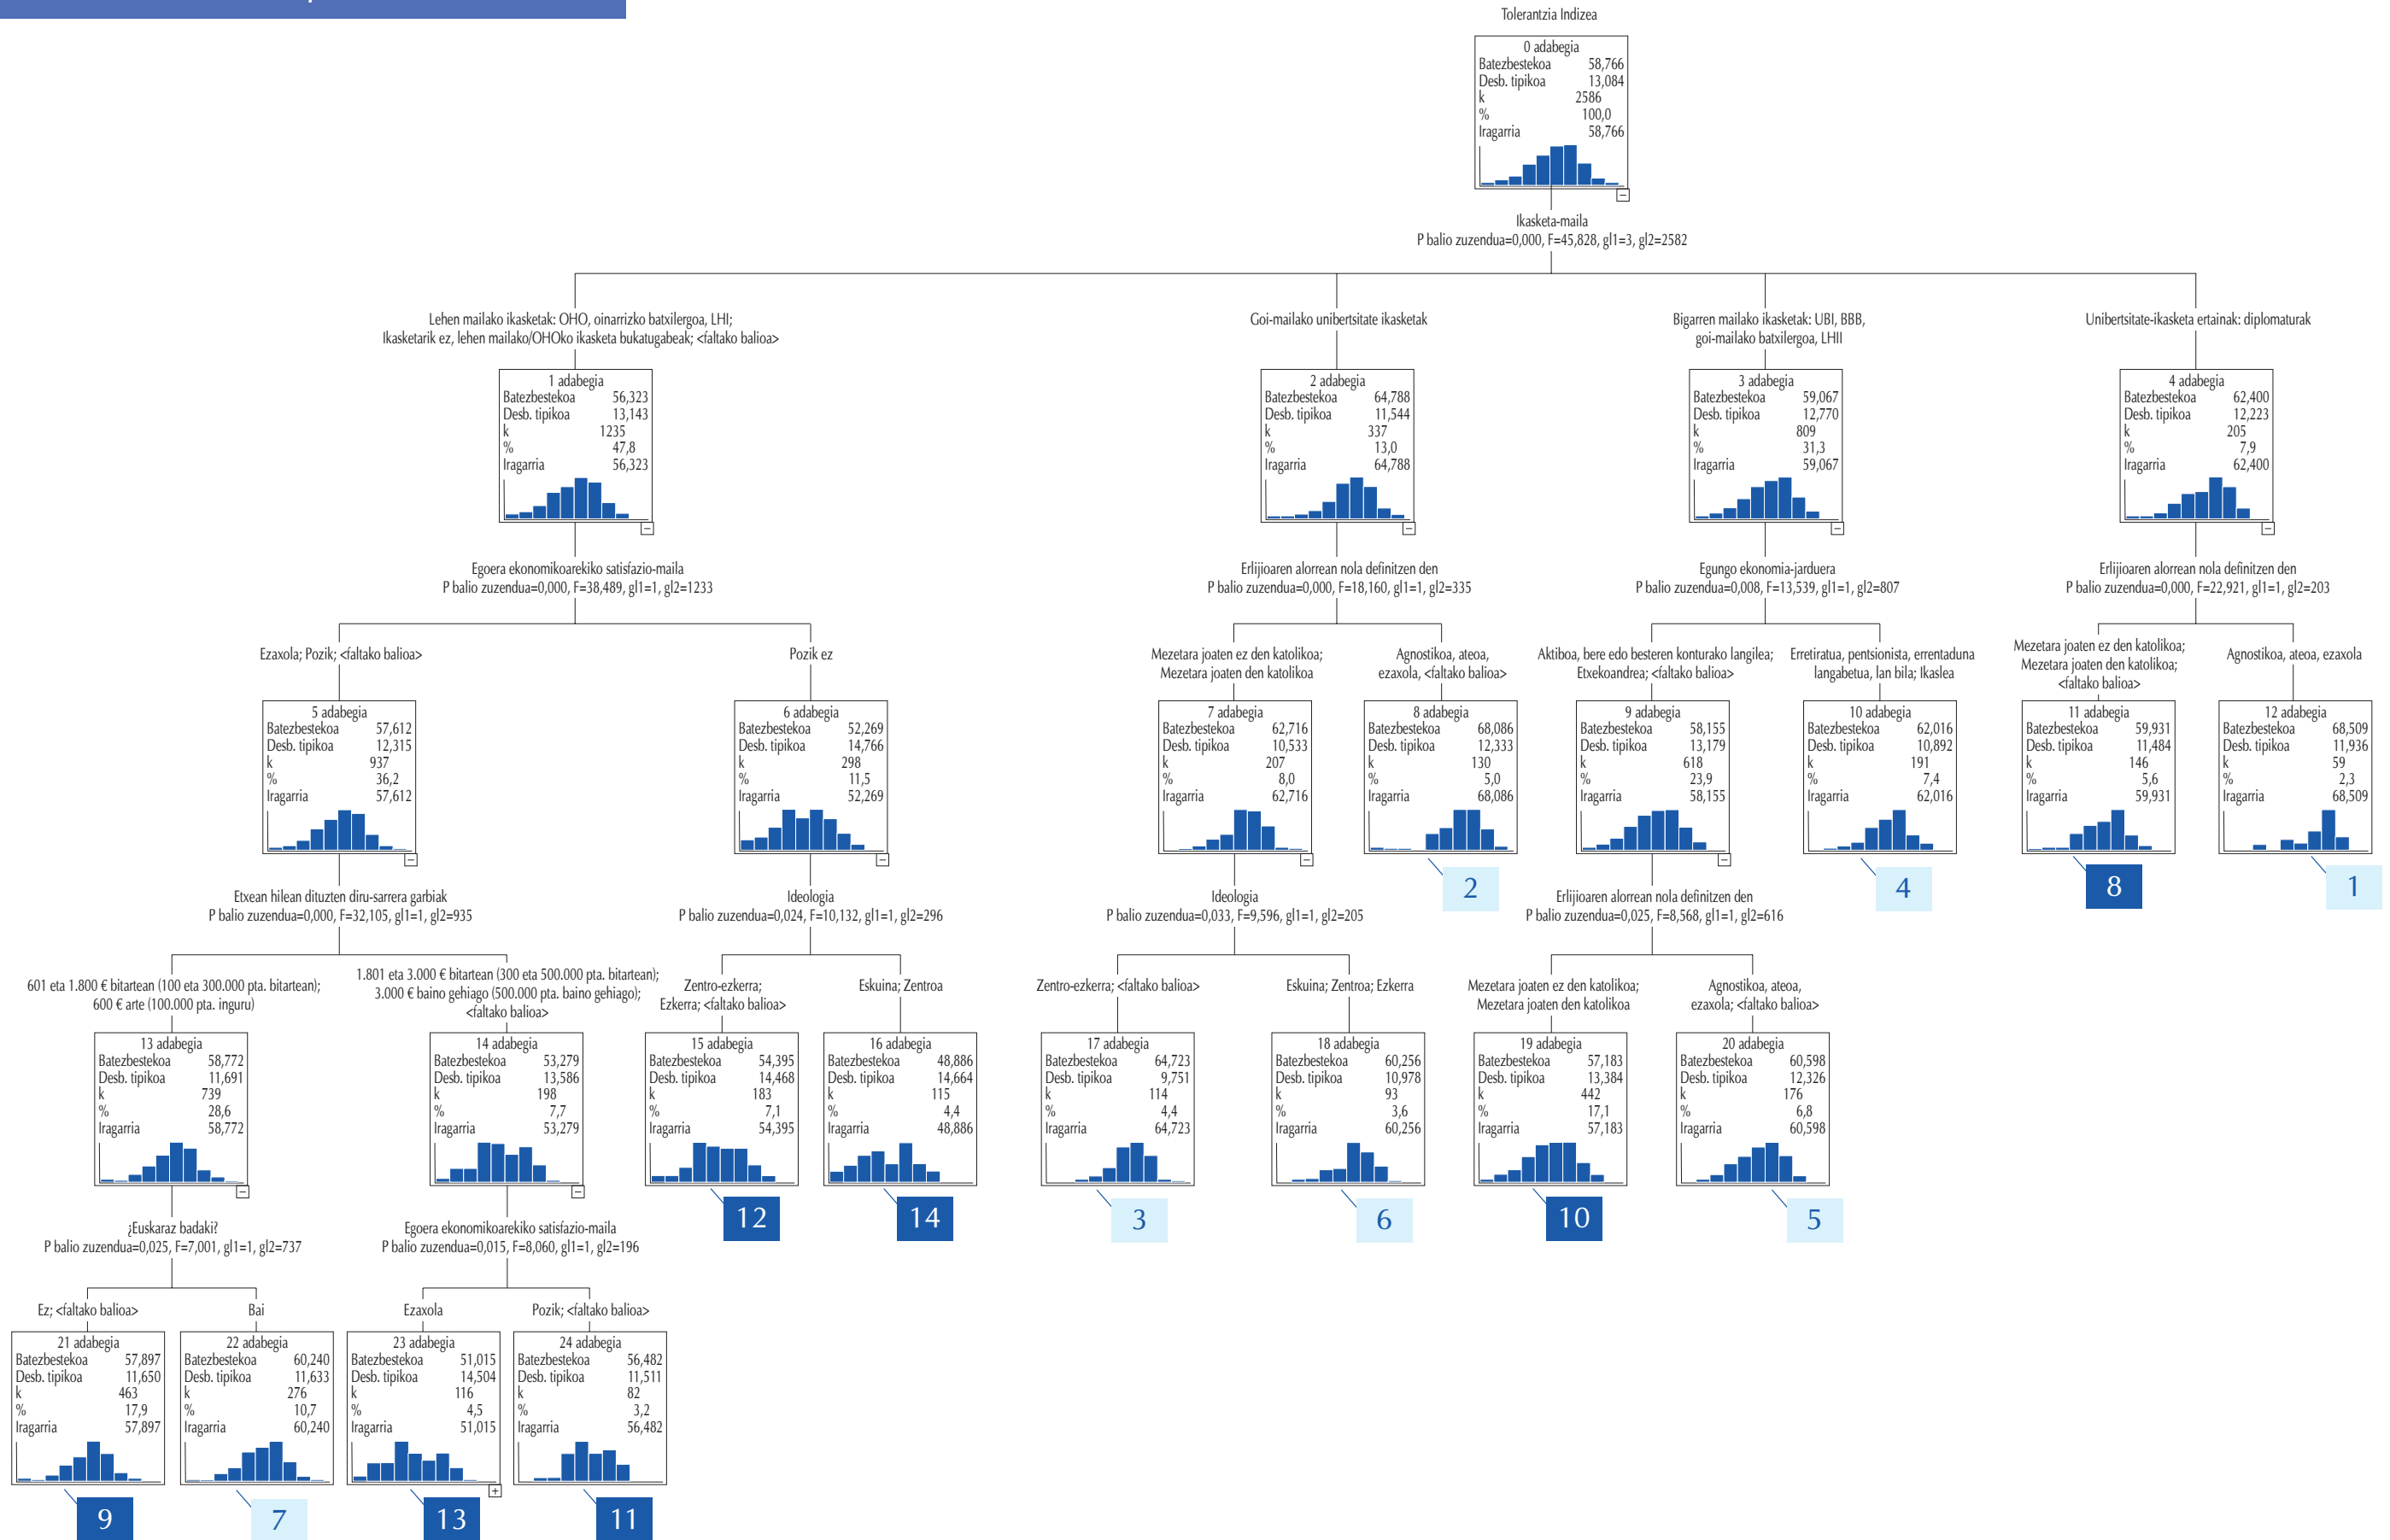 Tolerantzia Indizea
0 adabegia
Batezbestekoa 58,766
Desb. tipikoa 13,084
k 2586
% 100,0
Iragarria 58,766
Ikasketa-maila
P balio zuzendua=0,000, F=45,828, gl1=3, gl2=2582
Lehen mailako ikasketak: OHO, oinarrizko batxilergoa, LHI;
Ikasketarik ez, lehen mailako/OHOko ikasketa bukatugabeak; <faltako balioa>
1 adabegia
Batezbestekoa 56,323
Desb. tipikoa 13,143
k 1235
% 47,8
Iragarria 56,323
Goi-mailako unibertsitate ikasketak
2 adabegia
Batezbestekoa 64,788
Desb. tipikoa 11,544
k 337
% 13,0
Iragarria 64,788
Bigarren mailako ikasketak: UBI, BBB,
goi-mailako batxilergoa, LHII
3 adabegia
Batezbestekoa 59,067
Desb. tipikoa 12,770
k 809
% 31,3
Iragarria 59,067
Unibertsitate-ikasketa ertainak: diplomaturak
4 adabegia
Batezbestekoa 62,400
Desb. tipikoa 12,223
k 205
% 7,9
Iragarria 62,400
Egoera ekonomikoarekiko satisfazio-maila
P balio zuzendua=0,000, F=38,489, gl1=1, gl2=1233
Erlijioaren alorrean nola definitzen den
P balio zuzendua=0,000, F=18,160, gl1=1, gl2=335
Egungo ekonomia-jarduera
P balio zuzendua=0,008, F=13,539, gl1=1, gl2=807
Erlijioaren alorrean nola definitzen den
P balio zuzendua=0,000, F=22,921, gl1=1, gl2=203
Ezaxola; Pozik; <faltako balioa>
5 adabegia
Batezbestekoa 57,612
Desb. tipikoa 12,315
k 937
% 36,2
Iragarria 57,612
Pozik ez
6 adabegia
Batezbestekoa 52,269
Desb. tipikoa 14,766
k 298
% 11,5
Iragarria 52,269
Mezetara joaten ez den katolikoa;
Mezetara joaten den katolikoa
7 adabegia
Batezbestekoa 62,716
Desb. tipikoa 10,533
k 207
% 8,0
Iragarria 62,716
Agnostikoa, ateoa,
ezaxola, <faltako balioa>
8 adabegia
Batezbestekoa 68,086
Desb. tipikoa 12,333
k 130
% 5,0
Iragarria 68,086
2
Aktiboa, bere edo besteren konturako langilea;
Etxekoandrea; <faltako balioa>
9 adabegia
Batezbestekoa 58,155
Desb. tipikoa 13,179
k 618
% 23,9
Iragarria 58,155
Erretiratua, pentsionista, errentaduna
langabetua, lan bila; Ikaslea
10 adabegia
Batezbestekoa 62,016
Desb. tipikoa 10,892
k 191
% 7,4
Iragarria 62,016
4
Mezetara joaten ez den katolikoa;
Mezetara joaten den katolikoa;
<faltako balioa>
11 adabegia
Batezbestekoa 59,931
Desb. tipikoa 11,484
k 146
% 5,6
Iragarria 59,931
8
Agnostikoa, ateoa, ezaxola
12 adabegia
Batezbestekoa 68,509
Desb. tipikoa 11,936
k 59
% 2,3
Iragarria 68,509
1
Etxean hilean dituzten diru-sarrera garbiak
P balio zuzendua=0,000, F=32,105, gl1=1, gl2=935
Ideologia
P balio zuzendua=0,024, F=10,132, gl1=1, gl2=296
Ideologia
P balio zuzendua=0,033, F=9,596, gl1=1, gl2=205
Erlijioaren alorrean nola definitzen den
P balio zuzendua=0,025, F=8,568, gl1=1, gl2=616
601 eta 1.800 € bitartean (100 eta 300.000 pta. bitartean);
600 € arte (100.000 pta. inguru)
13 adabegia
Batezbestekoa 58,772
Desb. tipikoa 11,691
k 739
% 28,6
Iragarria 58,772
1.801 eta 3.000 € bitartean (300 eta 500.000 pta. bitartean);
3.000 € baino gehiago (500.000 pta. baino gehiago);
<faltako balioa>
14 adabegia
Batezbestekoa 53,279
Desb. tipikoa 13,586
k 198
% 7,7
Iragarria 53,279
Zentro-ezkerra;
Ezkerra; <faltako balioa>
15 adabegia
Batezbestekoa 54,395
Desb. tipikoa 14,468
k 183
% 7,1
Iragarria 54,395
12
Eskuina; Zentroa
16 adabegia
Batezbestekoa 48,886
Desb. tipikoa 14,664
k 115
% 4,4
Iragarria 48,886
14
Zentro-ezkerra; <faltako balioa>
17 adabegia
Batezbestekoa 64,723
Desb. tipikoa 9,751
k 114
% 4,4
Iragarria 64,723
3
Eskuina; Zentroa; Ezkerra
18 adabegia
Batezbestekoa 60,256
Desb. tipikoa 10,978
k 93
% 3,6
Iragarria 60,256
6
Mezetara joaten ez den katolikoa;
Mezetara joaten den katolikoa
19 adabegia
Batezbestekoa 57,183
Desb. tipikoa 13,384
k 442
% 17,1
Iragarria 57,183
10
Agnostikoa, ateoa,
ezaxola; <faltako balioa>
20 adabegia
Batezbestekoa 60,598
Desb. tipikoa 12,326
k 176
% 6,8
Iragarria 60,598
5
¿Euskaraz badaki?
P balio zuzendua=0,025, F=7,001, gl1=1, gl2=737
Egoera ekonomikoarekiko satisfazio-maila
P balio zuzendua=0,015, F=8,060, gl1=1, gl2=196
Ez; <faltako balioa>
21 adabegia
Batezbestekoa 57,897
Desb. tipikoa 11,650
k 463
% 17,9
Iragarria 57,897
9
Bai
22 adabegia
Batezbestekoa 60,240
Desb. tipikoa 11,633
k 276
% 10,7
Iragarria 60,240
7
Ezaxola
23 adabegia
Batezbestekoa 51,015
Desb. tipikoa 14,504
k 116
% 4,5
Iragarria 51,015
13
Pozik; <faltako balioa>
24 adabegia
Batezbestekoa 56,482
Desb. tipikoa 11,511
k 82
% 3,2
Iragarria 56,482
11